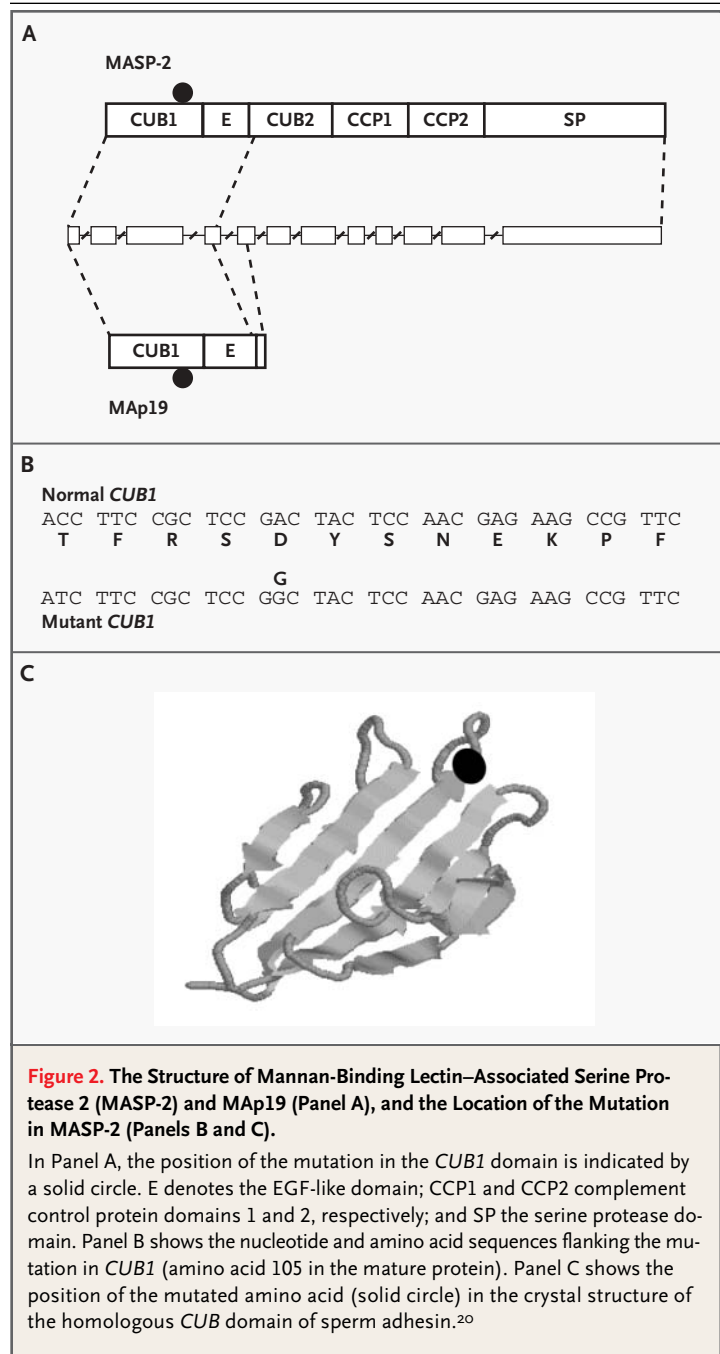 A
MASP-2
CUB1 E CUB2 CCP1 CCP2 SP
CUB1 E
MAp19
B
Normal CUB1
ACC TTC CGC TCC GAC TAC TCC AAC GAG AAG CCG TTC
T F R S D Y S N E K P F
G
ATC TTC CGC TCC GGC TAC TCC AAC GAG AAG CCG TTC
Mutant CUB1
C
Figure 2. The Structure of Mannan-Binding Lectin–Associated Serine Pro-
tease 2 (MASP-2) and MAp19 (Panel A), and the Location of the Mutation
in MASP-2 (Panels B and C).
In Panel A, the position of the mutation in the CUB1 domain is indicated by
a solid circle. E denotes the EGF-like domain; CCP1 and CCP2 complement
control protein domains 1 and 2, respectively; and SP the serine protease do-
main. Panel B shows the nucleotide and amino acid sequences flanking the mu-
tation in CUB1 (amino acid 105 in the mature protein). Panel C shows the
position of the mutated amino acid (solid circle) in the crystal structure of
the homologous CUB domain of sperm adhesin.20